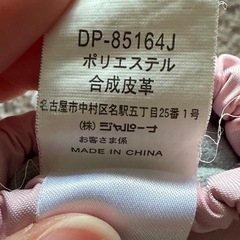 DP-85164J
ポリエステル
合成皮革
名古屋市中村区名駅五丁目25番1号
(株) ジャパーナ
お客さま係
MADE IN CHINA